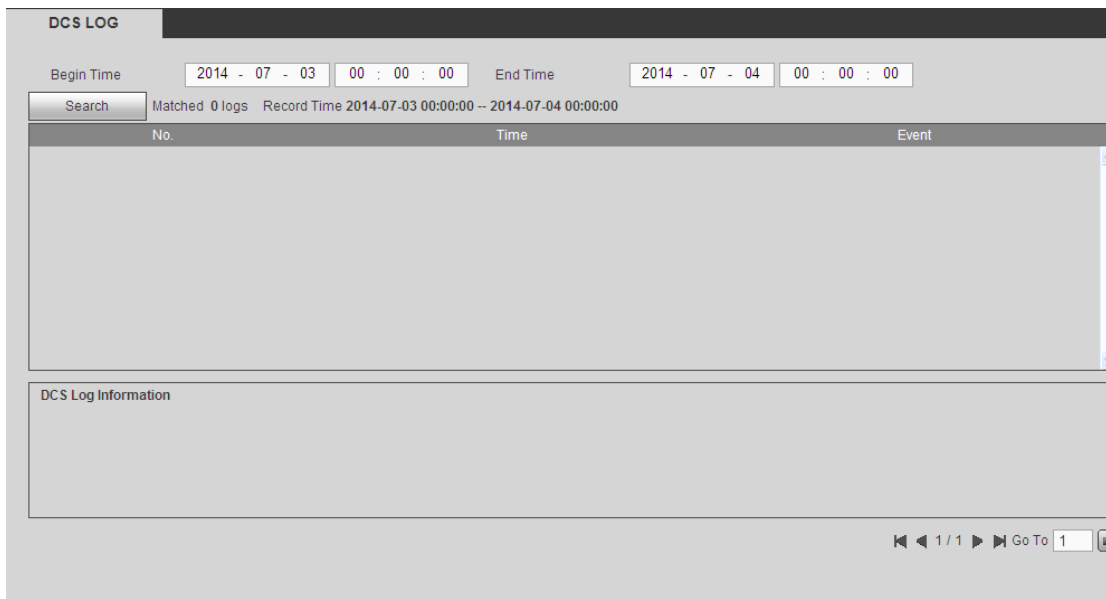 DCS LOG
Begin Time 2014 - 07 - 03 00 : 00 : 00 End Time 2014 - 07 - 04 00 : 00 : 00
Search Matched 0 logs Record Time 2014-07-03 00:00:00 -- 2014-07-04 00:00:00
No. Time Event
DCS Log Information
1 / 1 Go To 1